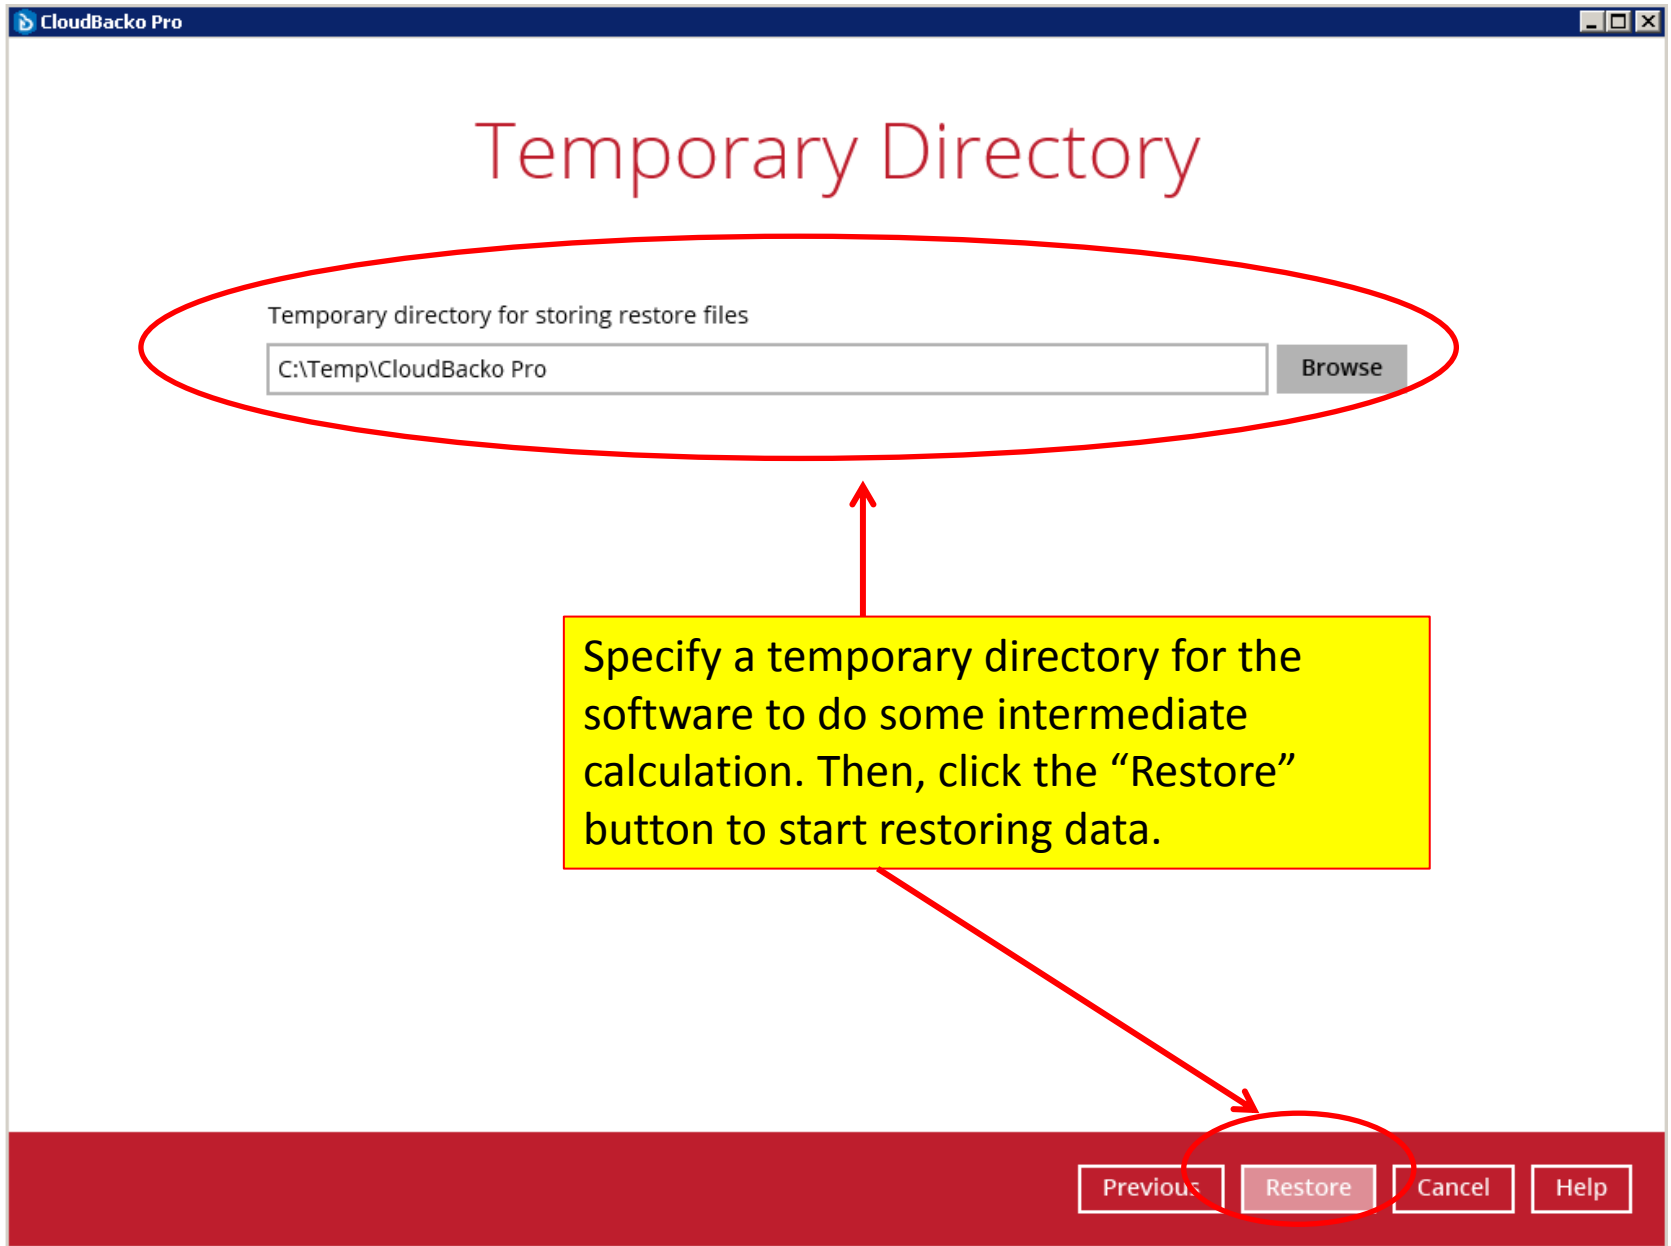 CloudBacko Pro
Temporary Directory
Temporary directory for storing restore files
C:\Temp\CloudBacko Pro
Browse
Specify a temporary directory for the
software to do some intermediate
calculation. Then, click the “Restore”
button to start restoring data.
Previous
Restore
Cancel
Help